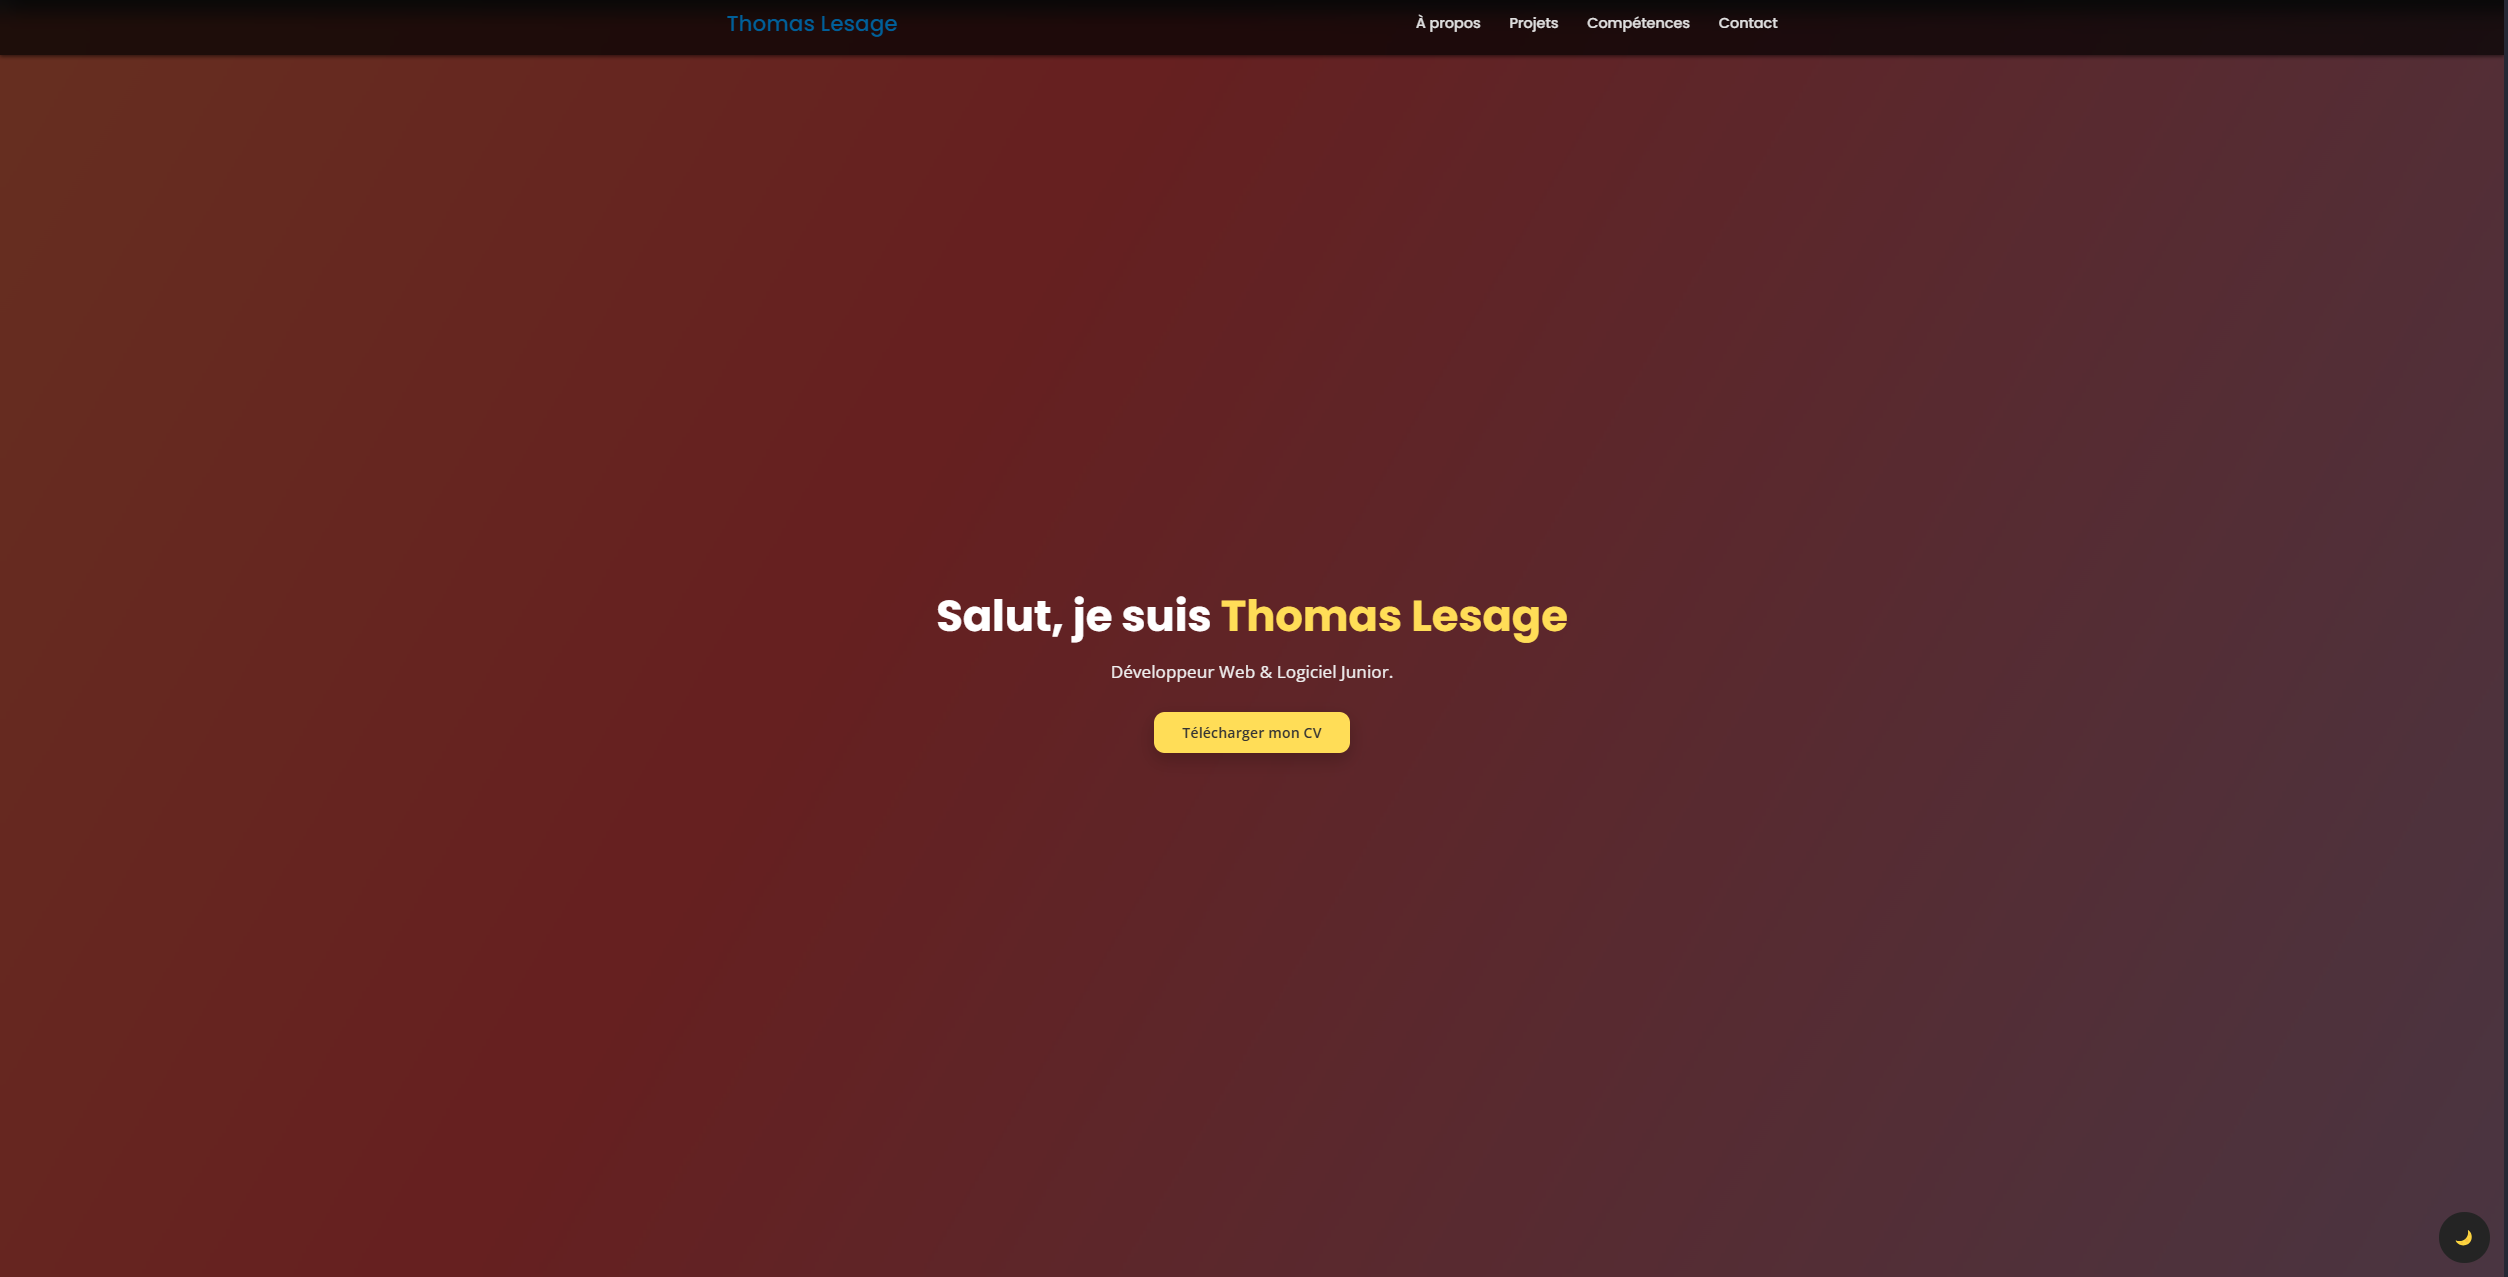 Thomas Lesage
À propos Projets Compétences Contact
Salut, je suis Thomas Lesage
Développeur Web & Logiciel Junior.
Télécharger mon CV